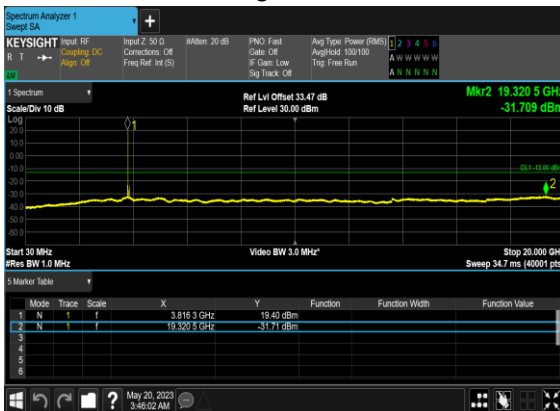 Spectrum Analyzer 1
Swept SA
KEYSIGHT Input: RF Input Z: 50 Ω #Atten: 20 dB PNO: Fast Avg Type: Power (RMS) 1 2 3 4 5 6
R T Coupling: DC Corrections: Off Gate: Off Avg|Hold: 100/100 A W W W W W
Align: Off Freq Ref: Int (S) IF Gain: Low Trig: Free Run
Sig Track: Off A N N N N N
1 Spectrum Ref Lvl Offset 33.47 dB Mkr2 19.320 5 GHz
Scale/Div 10 dB Ref Level 30.00 dBm -31.709 dBm
Log
1
20.0
10.0
0.00
-10.0
DL1 -13.00 dBm
-20.0
2
-30.0
-40.0
-50.0
-60.0
Start 30 MHz Video BW 3.0 MHz* Stop 20.000 GH
#Res BW 1.0 MHz Sweep 34.7 ms (40001 pts
5 Marker Table
Mode Trace Scale X Y Function Function Width Function Value
1 N 1 f 3.816 3 GHz 19.40 dBm
2 N 1 f 19.320 5 GHz -31.71 dBm
3
4
5
6
May 20, 2023
3:46:02 AM